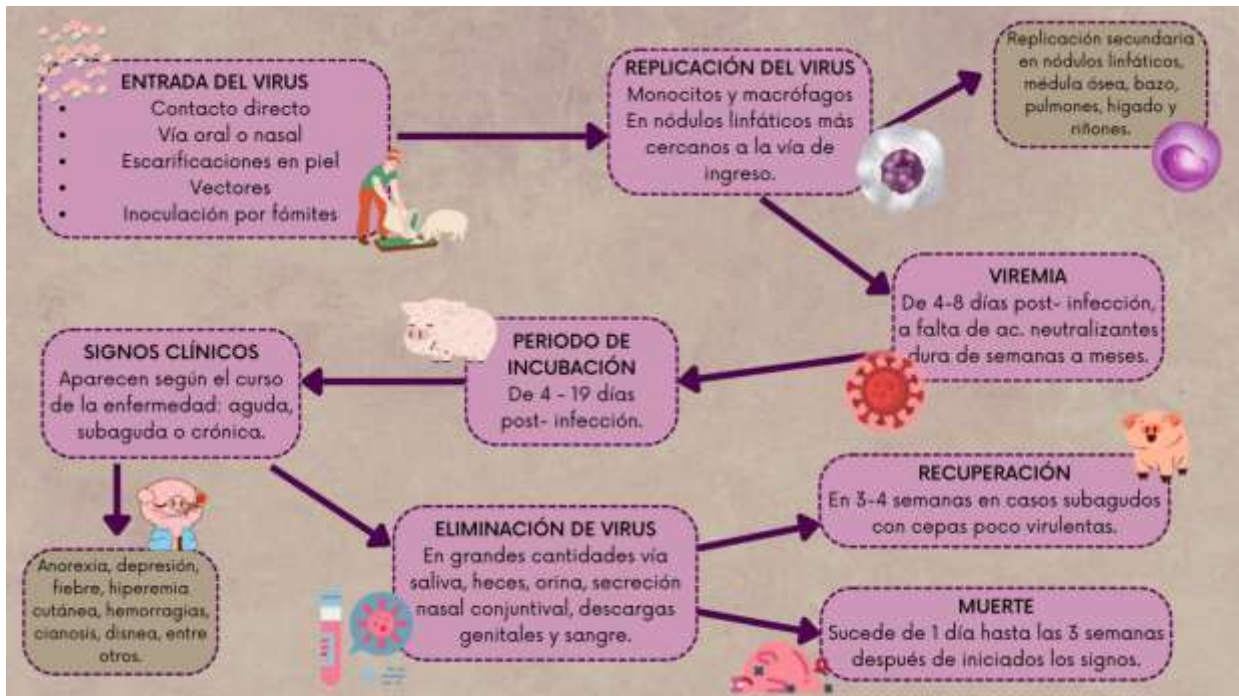 ENTRADA DEL VIRUS
• Contacto directo
• Vía oral o nasal
• Escarificaciones en piel
• Vectores
• Inoculación por fómites
REPLICACIÓN DEL VIRUS
Monocitos y macrófagos
En nódulos linfáticos más
cercanos a la vía de
ingreso.
Replicación secundaria
en nódulos linfáticos,
médula ósea, bazo,
pulmones, hígado y
riñones.
VIREMIA
De 4-8 días post- infección,
a falta de ac. neutralizantes
dura de semanas a meses.
PERIODO DE
INCUBACIÓN
De 4 - 19 días
post- infección.
SIGNOS CLÍNICOS
Aparecen según el curso
de la enfermedad: aguda,
subaguda o crónica.
Anorexia, depresión,
fiebre, hiperemia
cutánea, hemorragias,
cianosis, disnea, entre
otros.
ELIMINACIÓN DE VIRUS
En grandes cantidades vía
saliva, heces, orina, secreción
nasal conjuntival, descargas
genitales y sangre.
RECUPERACIÓN
En 3-4 semanas en casos subagudos
con cepas poco virulentas.
MUERTE
Sucede de 1 día hasta las 3 semanas
después de iniciados los signos.